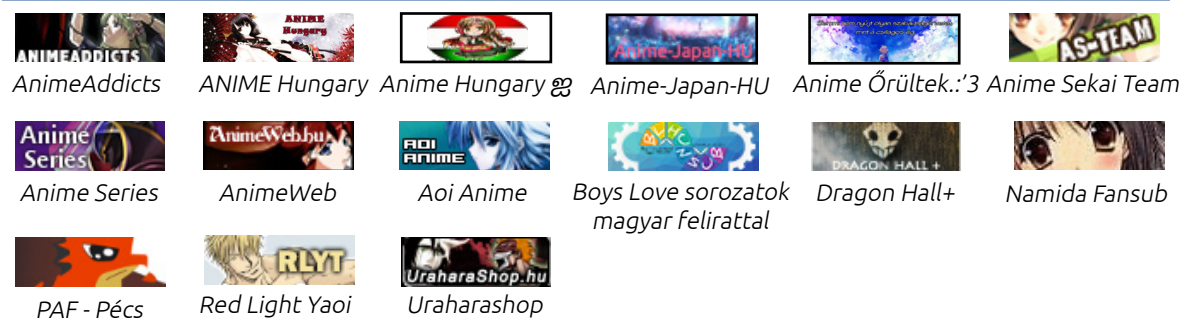 ANIMEADDICTS
ANIME
Hungary
Anime-Japan-HU
AS-TEAM
AnimeAddicts
ANIME Hungary
Anime Hungary ஐ
Anime-Japan-HU
Anime Őrültek.:’3
Anime Sekai Team
Anime
Series
AnimeWeb.hu
AOI
ANIME
DRAGON HALL +
Anime Series
AnimeWeb
Aoi Anime
Boys Love sorozatok
magyar felirattal
Dragon Hall+
Namida Fansub
RLYT
UraharaShop.hu
PAF - Pécs
Red Light Yaoi
Uraharashop